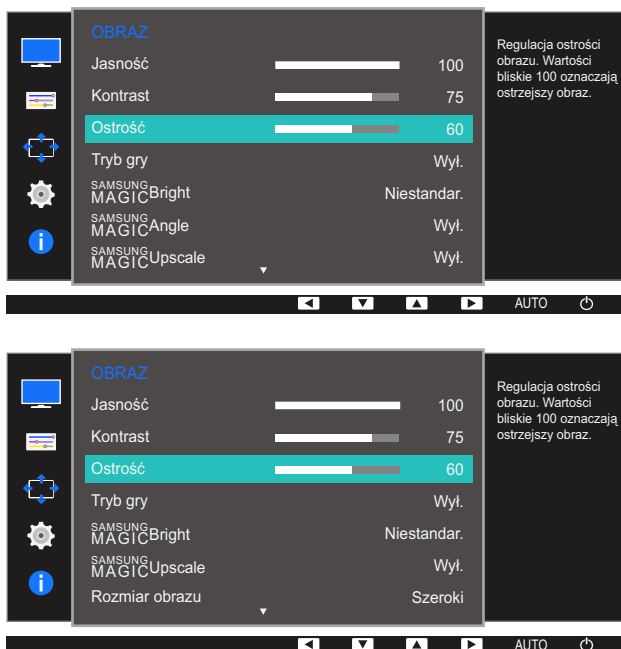 OBRAZ
Jasność 100
Kontrast 75
Ostrość 60
Tryb gry Wył.
SAMSUNG MAGIC Bright Niestandar.
SAMSUNG MAGIC Angle Wył.
SAMSUNG MAGIC Upscale Wył.
Regulacja ostrości
obrazu. Wartości
bliskie 100 oznaczają
ostrzejszy obraz.
AUTO
OBRAZ
Jasność 100
Kontrast 75
Ostrość 60
Tryb gry Wył.
SAMSUNG MAGIC Bright Niestandar.
SAMSUNG MAGIC Upscale Wył.
Rozmiar obrazu Szeroki
Regulacja ostrości
obrazu. Wartości
bliskie 100 oznaczają
ostrzejszy obraz.
AUTO